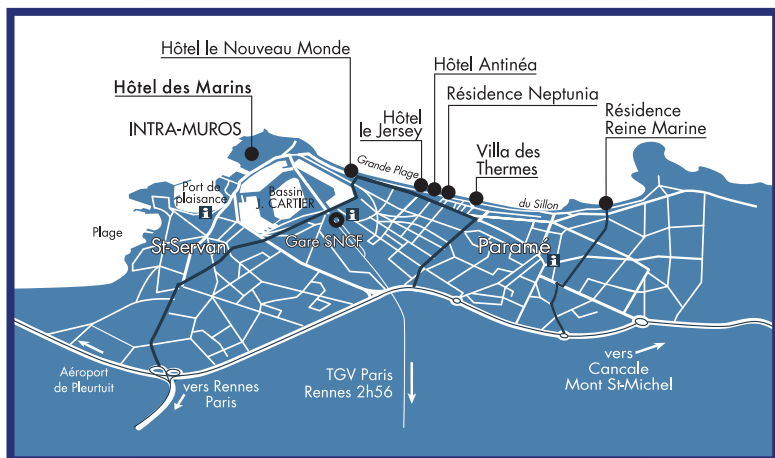 Hôtel le Nouveau Monde
Hôtel Antinéa
Hôtel des Marins
Résidence Neptunia
Hôtel
le Jersey
Résidence
Reine Marine
INTRA-MUROS
Villa des
Thermes
Grande Plage
du Sillon
Port de
plaisance
Bassin
J. CARTIER
i
i
Plage
St-Servan
Gare SNCF
Paramé
i
Aéroport
de Pleurtuit
vers Rennes
Paris
TGV Paris
Rennes 2h56
vers
Cancale
Mont St-Michel